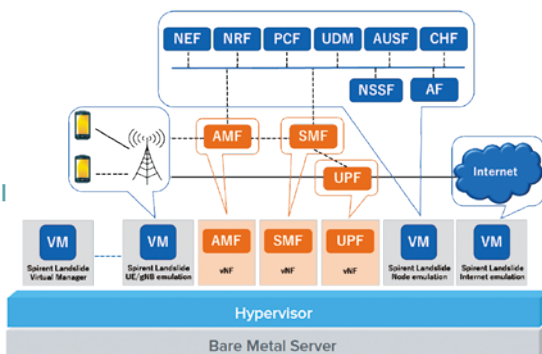 NEF NRF PCF UDM AUSF CHF
NSSF AF
AMF SMF
UPF
Internet
VM VM AMF SMF UPF VM VM
Spirent Landslide Virtual Manager
Spirent Landslide UE/gNB emulation
vNF
vNF
vNF
Spirent Landslide Node emulation
Spirent Landslide Internet emulation
Hypervisor
Bare Metal Server